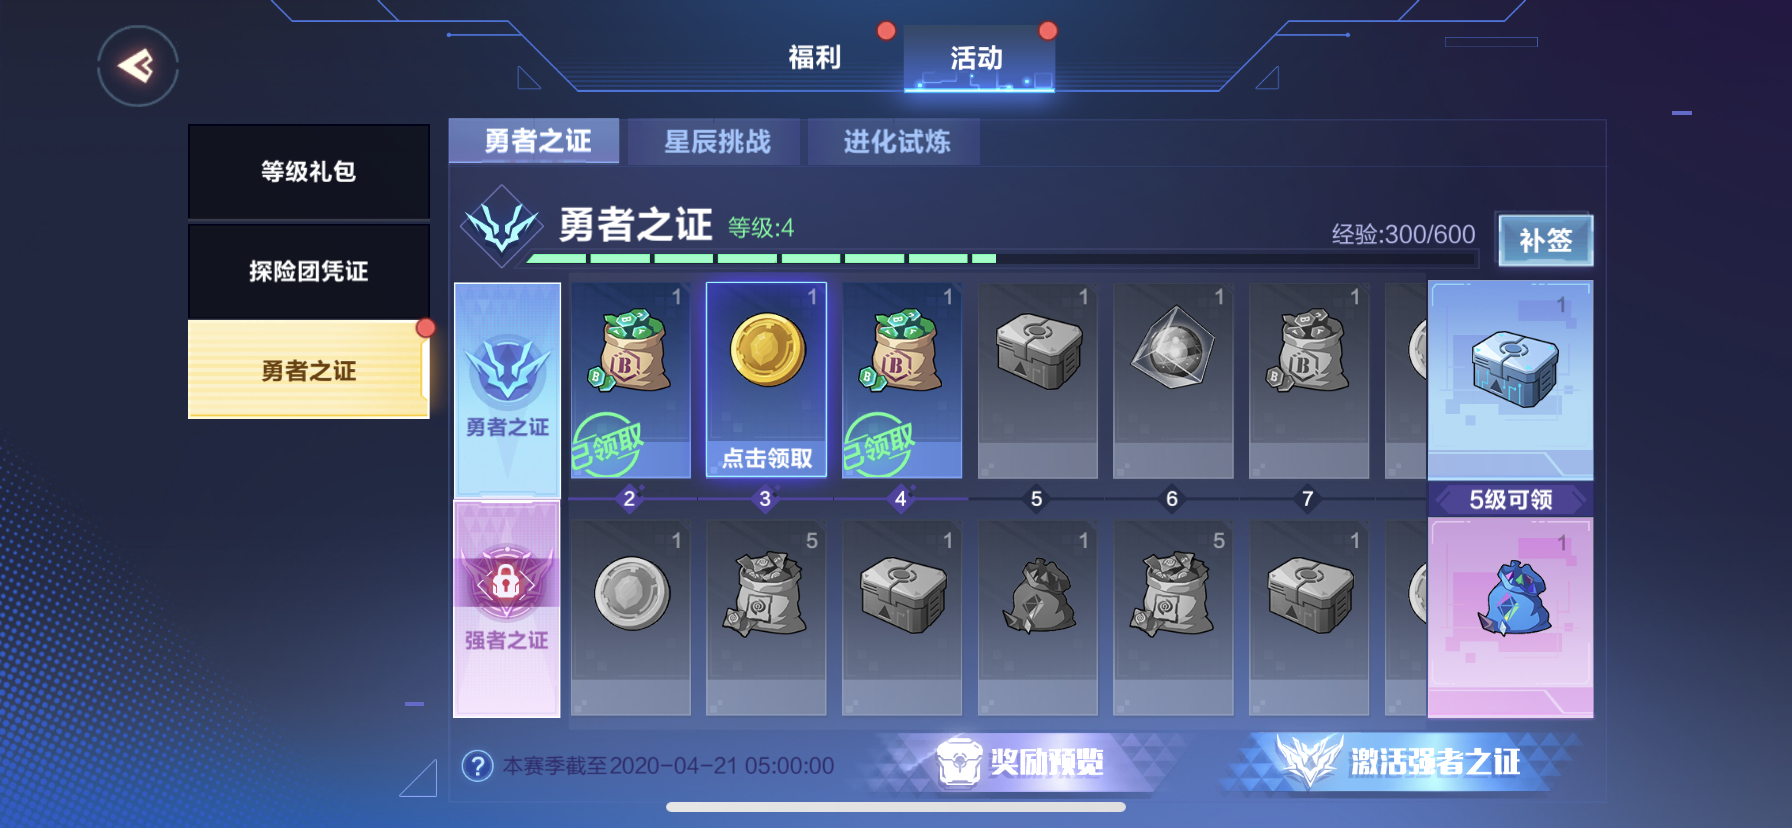 福利
活动
等级礼包
探险团凭证
勇者之证
勇者之证
星辰挑战
进化试炼
勇者之证
等级:4
经验:300/600
补签
勇者之证
1
1
1
1
1
1
1
已领取
点击领取
已领取
2
3
4
5
6
7
5级可领
强者之证
1
5
1
1
5
1
1
?
本赛季截至2020-04-21 05:00:00
奖励预览
激活强者之证